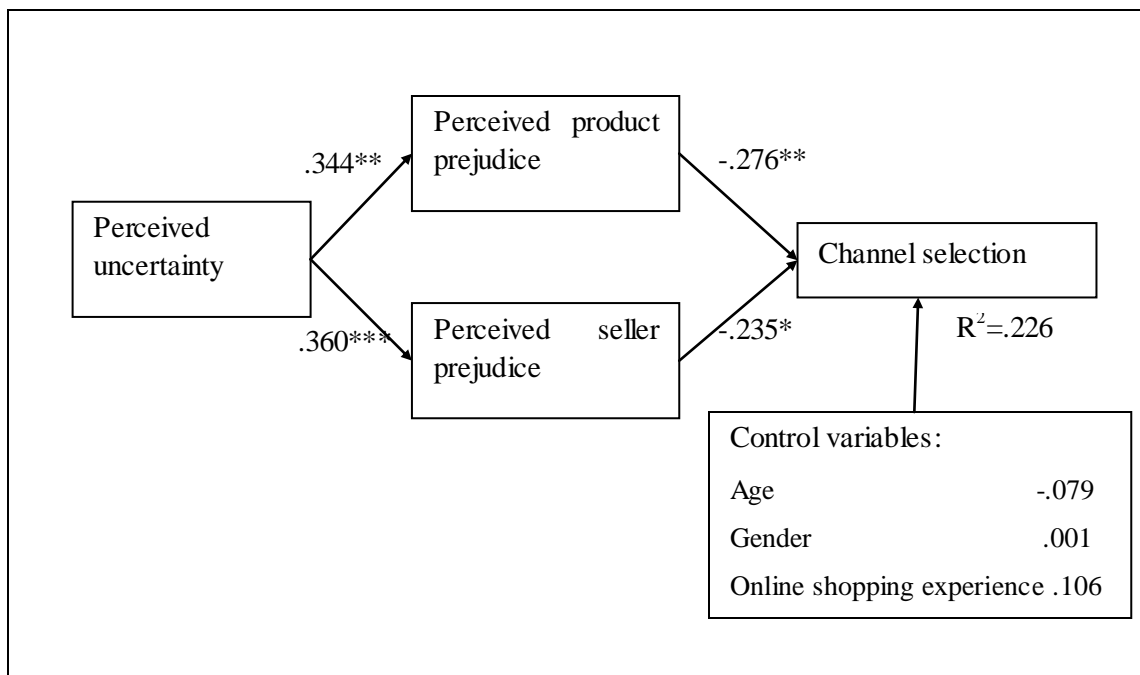 Perceived product
prejudice
.344**
-.276**
Perceived
uncertainty
Channel selection
.360***
Perceived seller
prejudice
-.235*
R²=.226
Control variables:
Age -.079
Gender .001
Online shopping experience .106